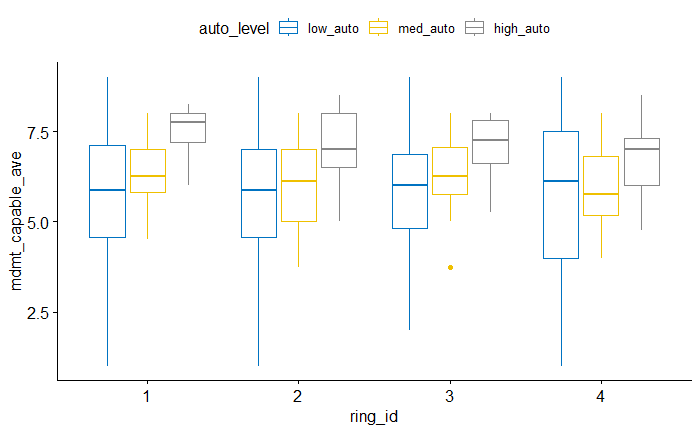 auto_level low_auto med_auto high_auto
mdmt_capable_ave
7.5
5.0
2.5
1 2 3 4
ring_id